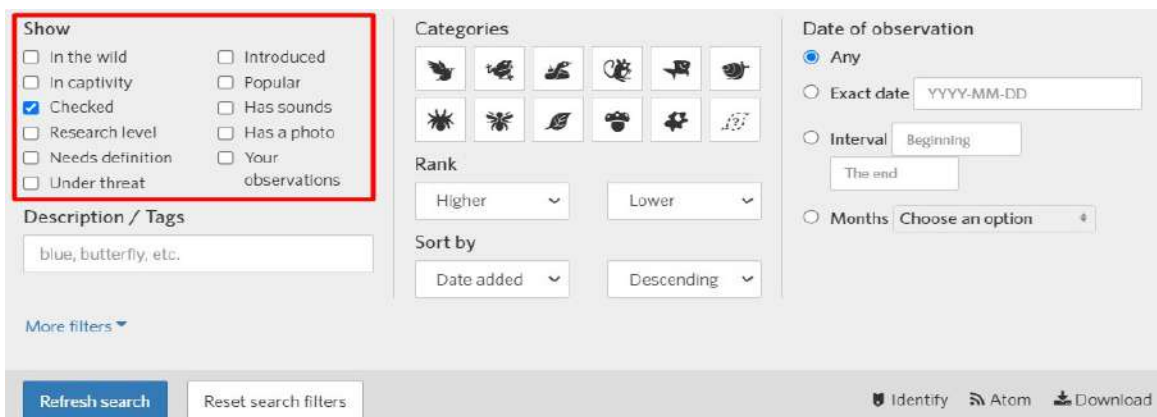 Show
In the wild
In captivity
Checked
Research level
Needs definition
Under threat
Introduced
Popular
Has sounds
Has a photo
Your
observations
Description / Tags
blue, butterfly, etc.
More filters
Categories
Rank
Higher
Lower
Sort by
Date added
Descending
Date of observation
Any
Exact date YYYY-MM-DD
Interval Beginning
The end
Months Choose an option
Refresh search
Reset search filters
Identify
Atom
Download